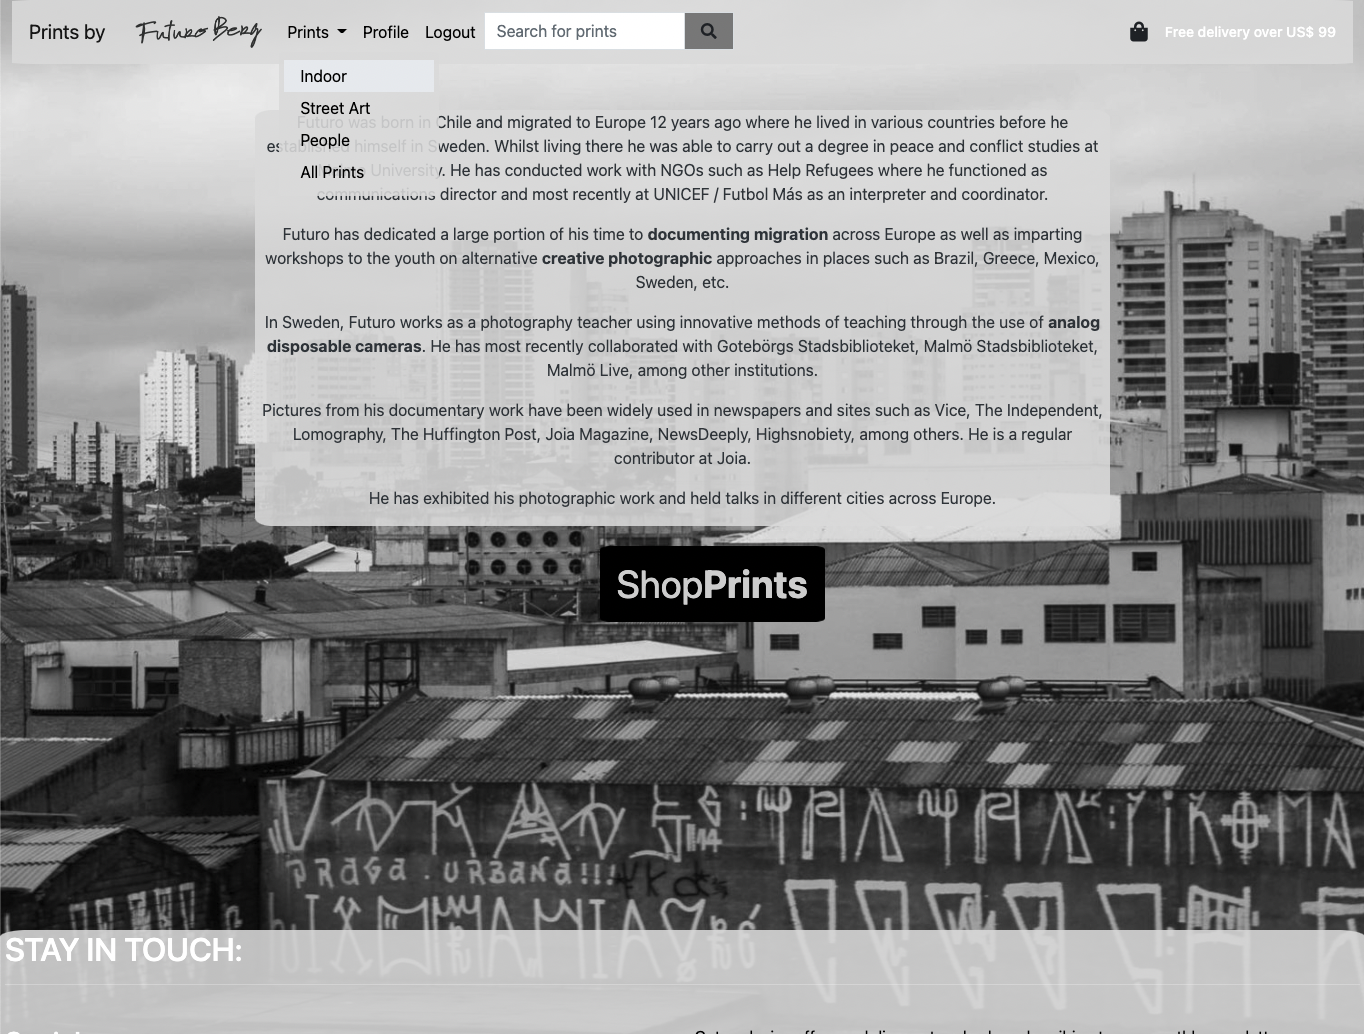 Prints by Futuro Berg Prints Profile Logout Search for prints Free delivery over US$ 99
Indoor
Street Art
People
All Prints
Futuro was born in Chile and migrated to Europe 12 years ago where he lived in various countries before he
established himself in Sweden. Whilst living there he was able to carry out a degree in peace and conflict studies at
University. He has conducted work with NGOs such as Help Refugees where he functioned as
communications director and most recently at UNICEF / Futbol Más as an interpreter and coordinator.
Futuro has dedicated a large portion of his time to documenting migration across Europe as well as imparting
workshops to the youth on alternative creative photographic approaches in places such as Brazil, Greece, Mexico,
Sweden, etc.
In Sweden, Futuro works as a photography teacher using innovative methods of teaching through the use of analog
disposable cameras. He has most recently collaborated with Gotebörgs Stadsbiblioteket, Malmö Stadsbiblioteket,
Malmö Live, among other institutions.
Pictures from his documentary work have been widely used in newspapers and sites such as Vice, The Independent,
Lomography, The Huffington Post, Joia Magazine, NewsDeeply, Highsnobiety, among others. He is a regular
contributor at Joia.
He has exhibited his photographic work and held talks in different cities across Europe.
ShopPrints
PRAGA . URBANA!!!
STAY IN TOUCH: